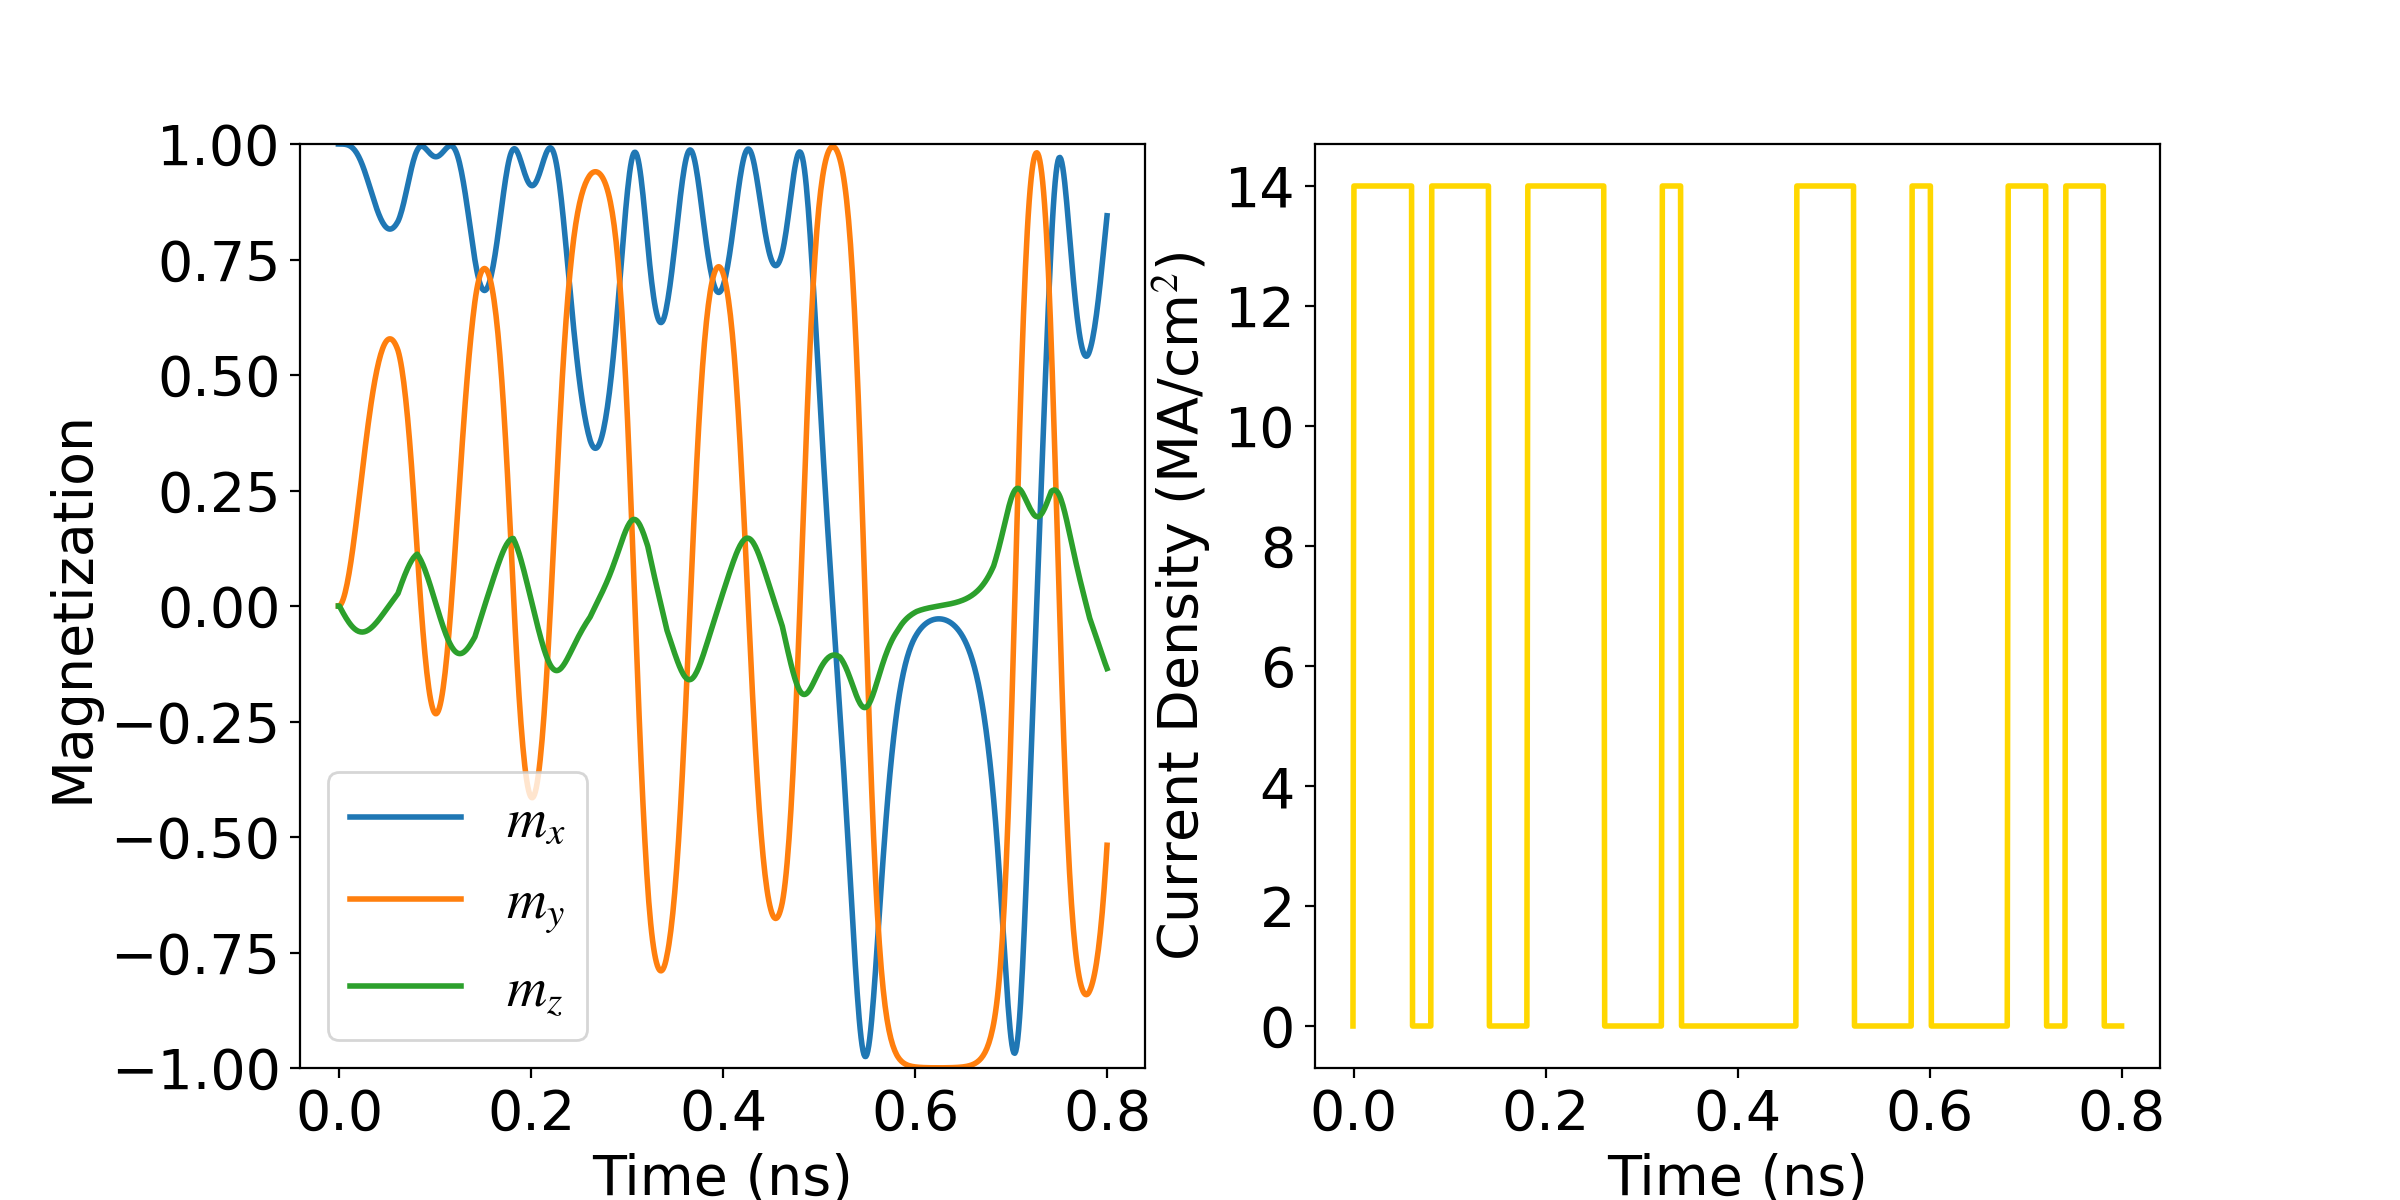 Magnetization
1.00
0.75
0.50
0.25
0.00
−0.25
−0.50
−0.75
−1.00
m_x
m_y
m_z
0.0 0.2 0.4 0.6 0.8
Time (ns)
Current Density (MA/cm²)
14
12
10
8
6
4
2
0
0.0 0.2 0.4 0.6 0.8
Time (ns)